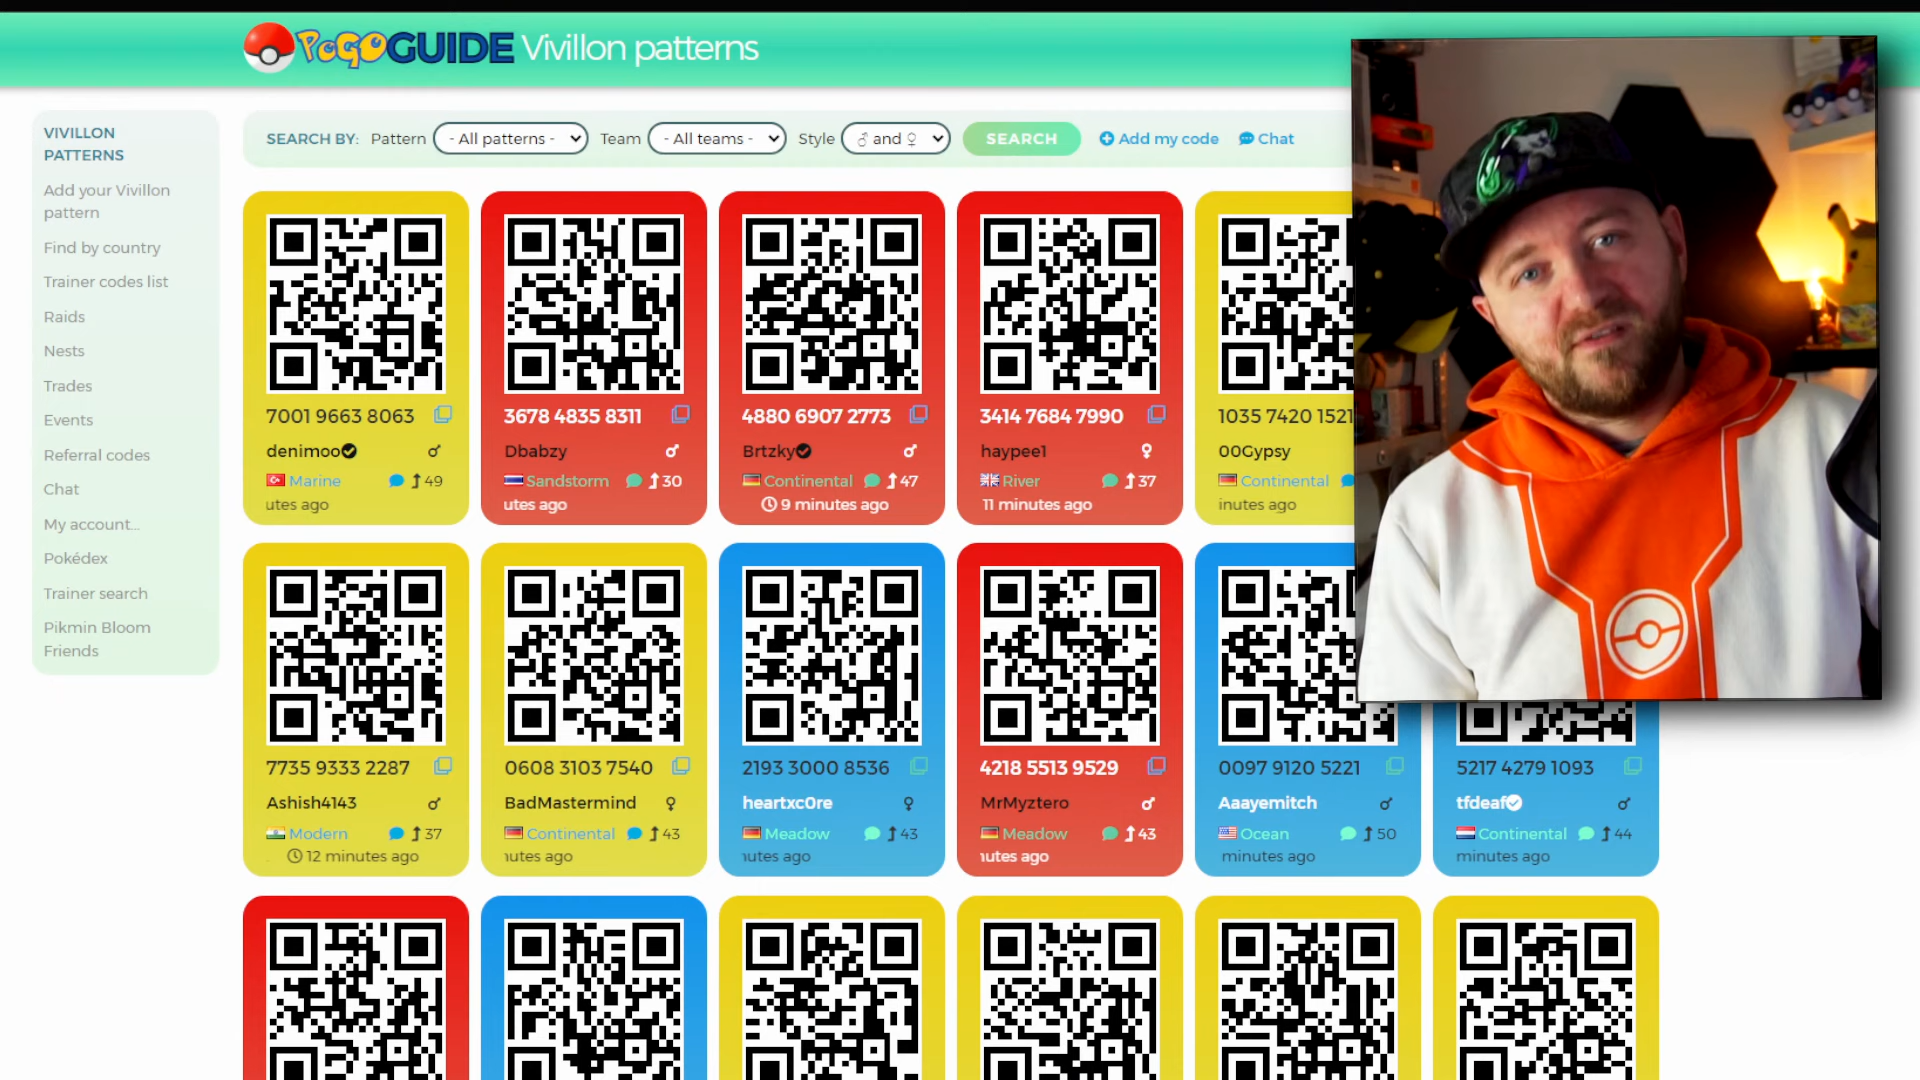 PoGOGUIDE Vivillon patterns
VIVILLON
PATTERNS
Add your Vivillon
pattern
Find by country
Trainer codes list
Raids
Nests
Trades
Events
Referral codes
Chat
My account...
Pokédex
Trainer search
Pikmin Bloom
Friends
SEARCH BY: Pattern - All patterns - Team - All teams - Style ♂ and ♀ SEARCH Add my code Chat
7001 9663 8063
denimoo ♂
Marine 49
utes ago
3678 4835 8311
Dbabzy ♂
Sandstorm 30
utes ago
4880 6907 2773
Brtzky ♂
Continental 47
9 minutes ago
3414 7684 7990
haypee1 ♀
River 37
11 minutes ago
1035 7420 1521
00Gypsy
Continental
inutes ago
7735 9333 2287
Ashish4143 ♂
Modern 37
12 minutes ago
0608 3103 7540
BadMastermind ♀
Continental 43
nutes ago
2193 3000 8536
heartxc0re ♀
Meadow 43
nutes ago
4218 5513 9529
MrMyztero ♂
Meadow 43
nutes ago
0097 9120 5221
Aaayemitch ♂
Ocean 50
minutes ago
5217 4279 1093
tfdeaf ♂
Continental 44
minutes ago